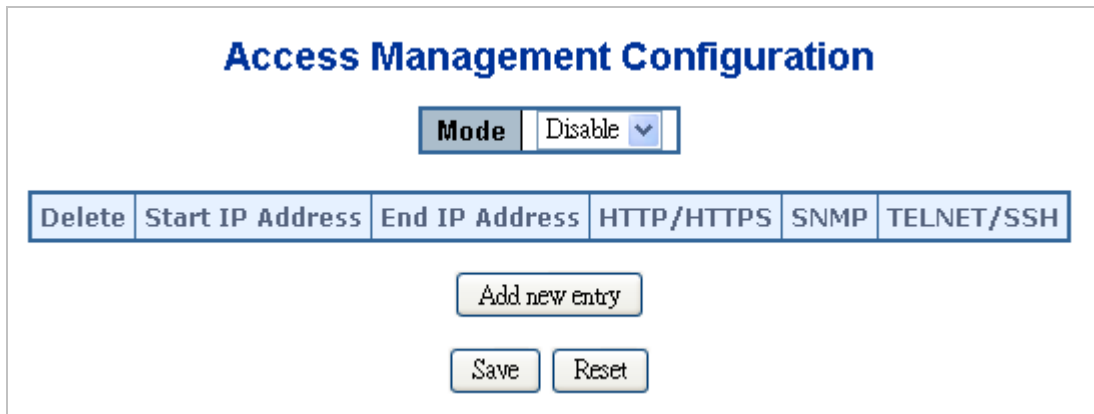 Access Management Configuration
Mode Disable
Delete Start IP Address End IP Address HTTP/HTTPS SNMP TELNET/SSH
Add new entry
Save Reset